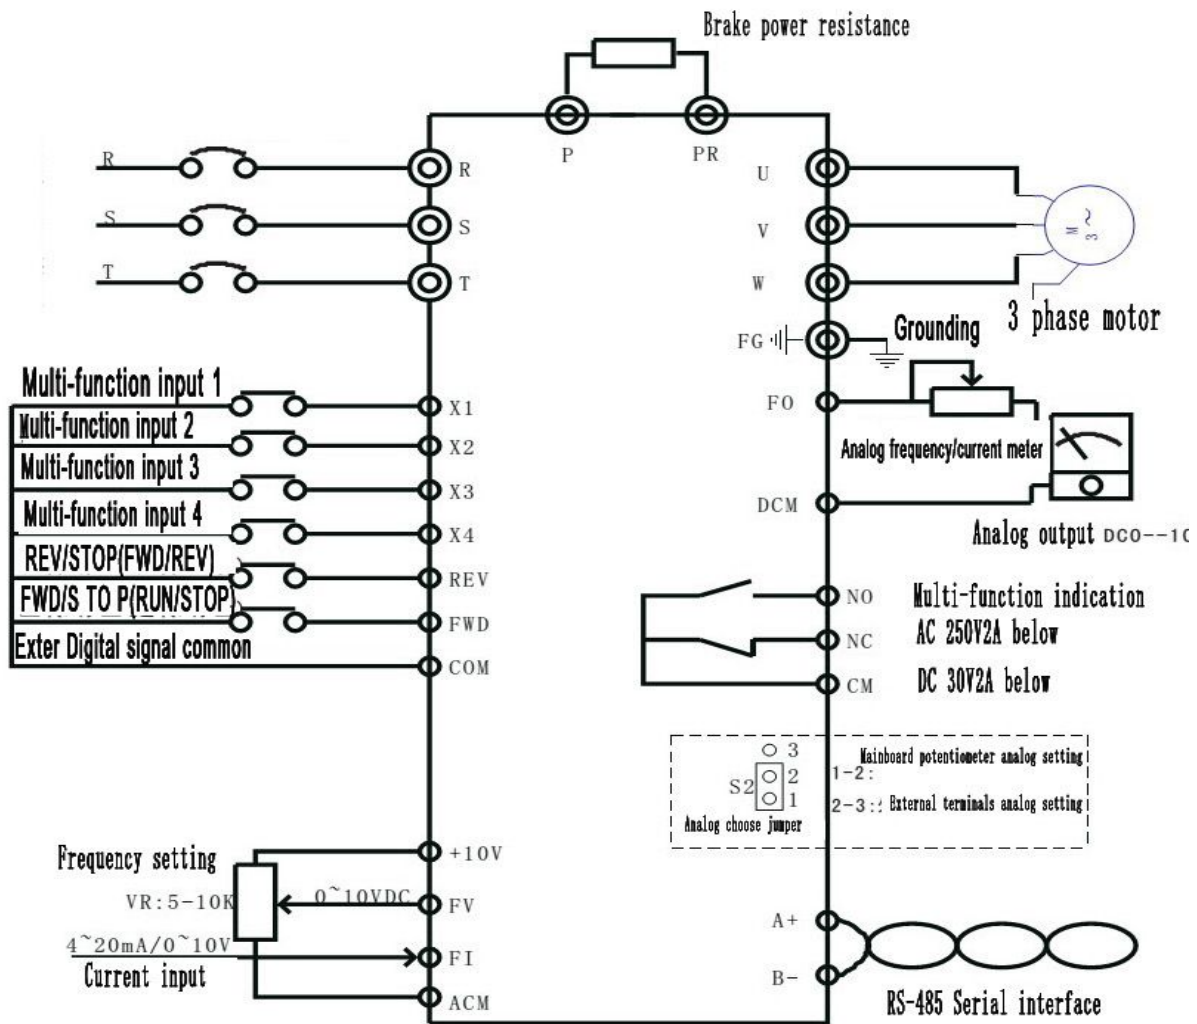 Brake power resistance
P
PR
R
R
S
S
T
T
U
V
W
M
3~
3 phase motor
FG
Grounding
FO
Analog frequency/current meter
DCM
Analog output DC0--10
Multi-function input 1
X1
Multi-function input 2
X2
Multi-function input 3
X3
Multi-function input 4
X4
REV/STOP(FWD/REV)
REV
FWD/S TO P(RUN/STOP)
FWD
Exter Digital signal common
COM
NO
Multi-function indication
NC
AC 250V2A below
CM
DC 30V2A below
3
2
S2
1
Analog choose jumper
Mainboard potentiometer analog setting
1-2:
2-3:: External terminals analog setting
Frequency setting
+10V
VR:5-10K
0~10VDC
FV
4~20mA/0~10V
Current input
FI
ACM
A+
B-
RS-485 Serial interface